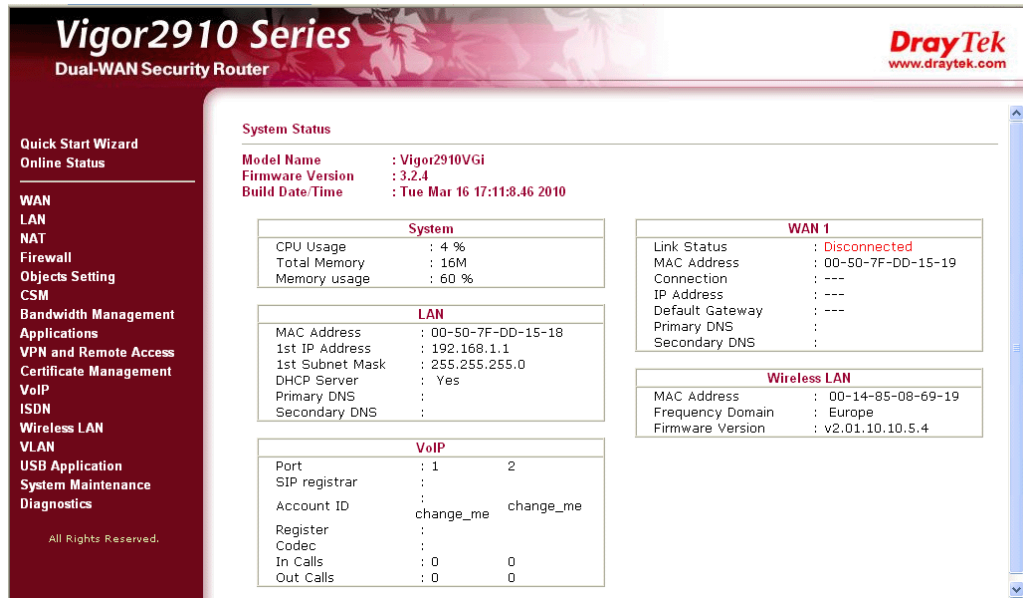 Vigor2910 Series
Dual-WAN Security Router
DrayTek
www.draytek.com
Quick Start Wizard
Online Status
WAN
LAN
NAT
Firewall
Objects Setting
CSM
Bandwidth Management
Applications
VPN and Remote Access
Certificate Management
VoIP
ISDN
Wireless LAN
VLAN
USB Application
System Maintenance
Diagnostics
All Rights Reserved.
System Status
Model Name : Vigor2910VGi
Firmware Version : 3.2.4
Build Date/Time : Tue Mar 16 17:11:8.46 2010
System
CPU Usage : 4 %
Total Memory : 16M
Memory usage : 60 %
LAN
MAC Address : 00-50-7F-DD-15-18
1st IP Address : 192.168.1.1
1st Subnet Mask : 255.255.255.0
DHCP Server : Yes
Primary DNS :
Secondary DNS :
VoIP
Port : 1 2
SIP registrar :
Account ID : change_me change_me
Register :
Codec :
In Calls : 0 0
Out Calls : 0 0
WAN 1
Link Status : Disconnected
MAC Address : 00-50-7F-DD-15-19
Connection : ---
IP Address : ---
Default Gateway : ---
Primary DNS :
Secondary DNS :
Wireless LAN
MAC Address : 00-14-85-08-69-19
Frequency Domain : Europe
Firmware Version : v2.01.10.10.5.4